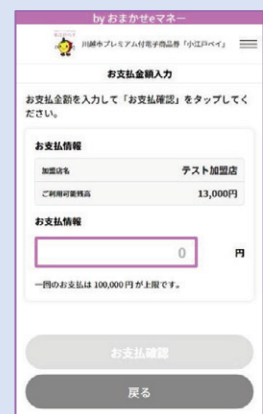 by おまかせeマネー
川越市プレミアム付電子商品券「小江戸ペイ」
お支払金額入力
お支払金額を入力して「お支払確認」をタップしてく
ださい。
お支払情報
加盟店名 テスト加盟店
ご利用可能残高 13,000円
お支払情報
0 円
一回のお支払は 100,000 円が上限です。
お支払確認
戻る